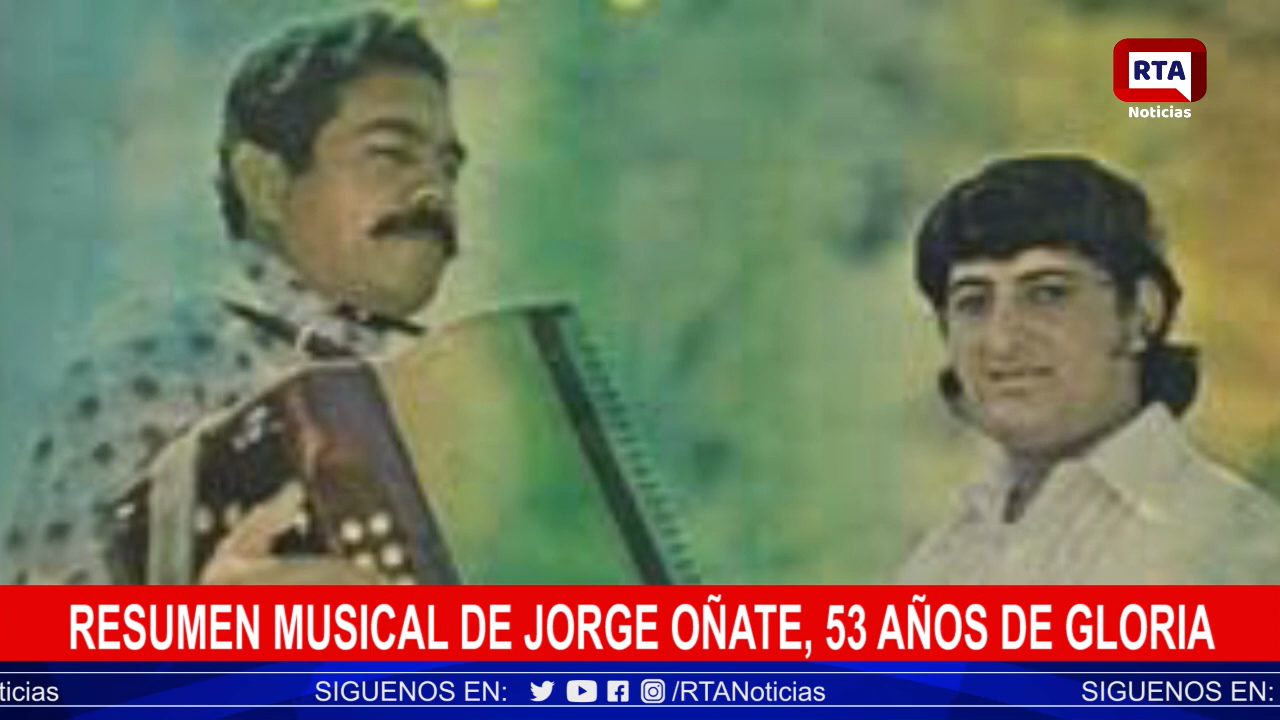 RTA
Noticias
RESUMEN MUSICAL DE JORGE OÑATE, 53 AÑOS DE GLORIA
ticias SIGUENOS EN: /RTANoticias SIGUENOS EN: